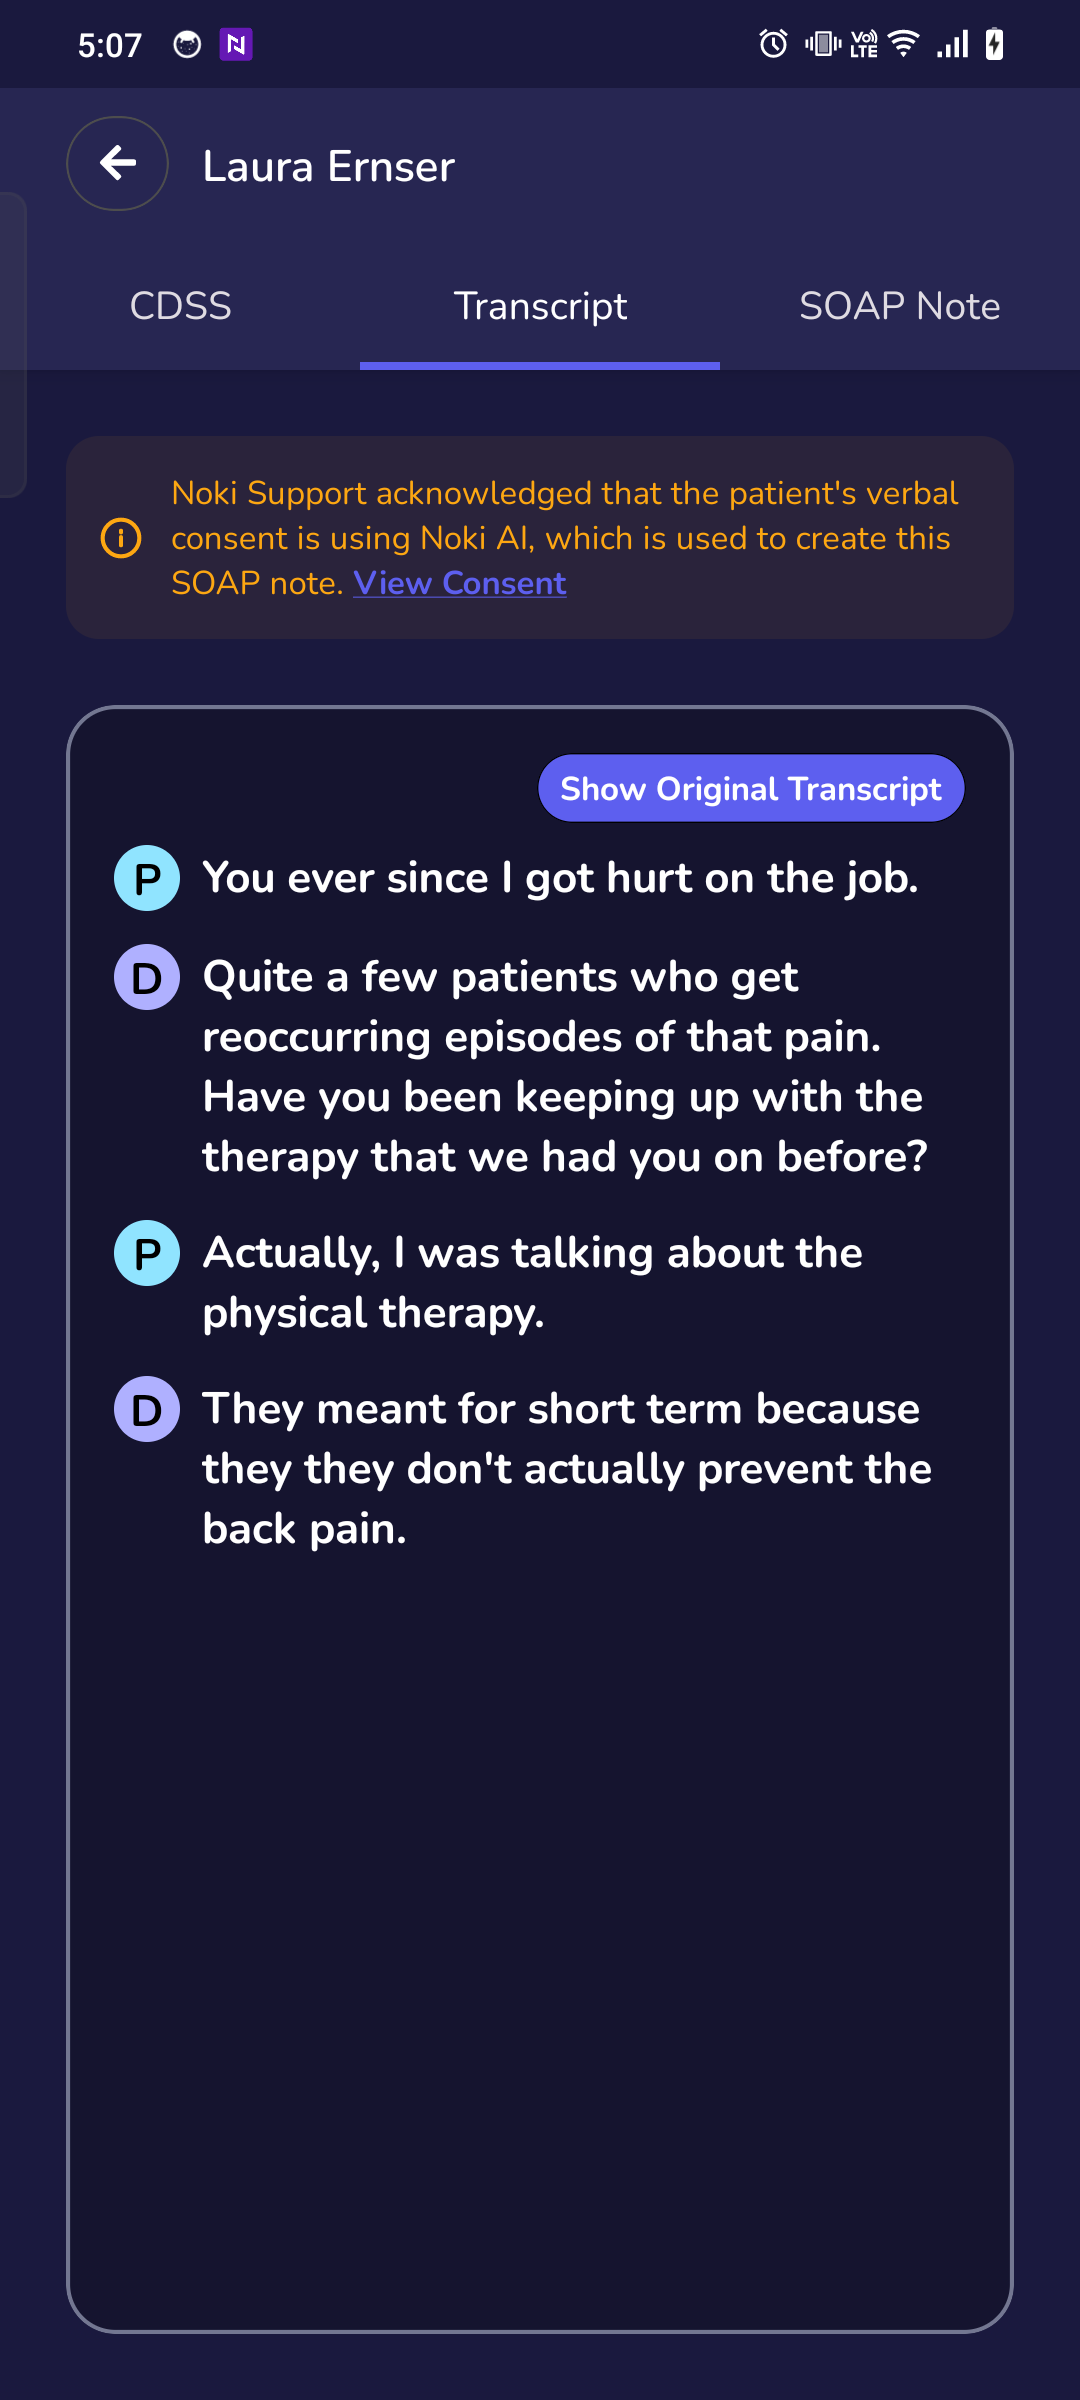 5:07
VoLTE
Laura Ernser
CDSS
Transcript
SOAP Note
Noki Support acknowledged that the patient's verbal
consent is using Noki AI, which is used to create this
SOAP note. View Consent
Show Original Transcript
P
You ever since I got hurt on the job.
D
Quite a few patients who get
reoccurring episodes of that pain.
Have you been keeping up with the
therapy that we had you on before?
P
Actually, I was talking about the
physical therapy.
D
They meant for short term because
they they don't actually prevent the
back pain.